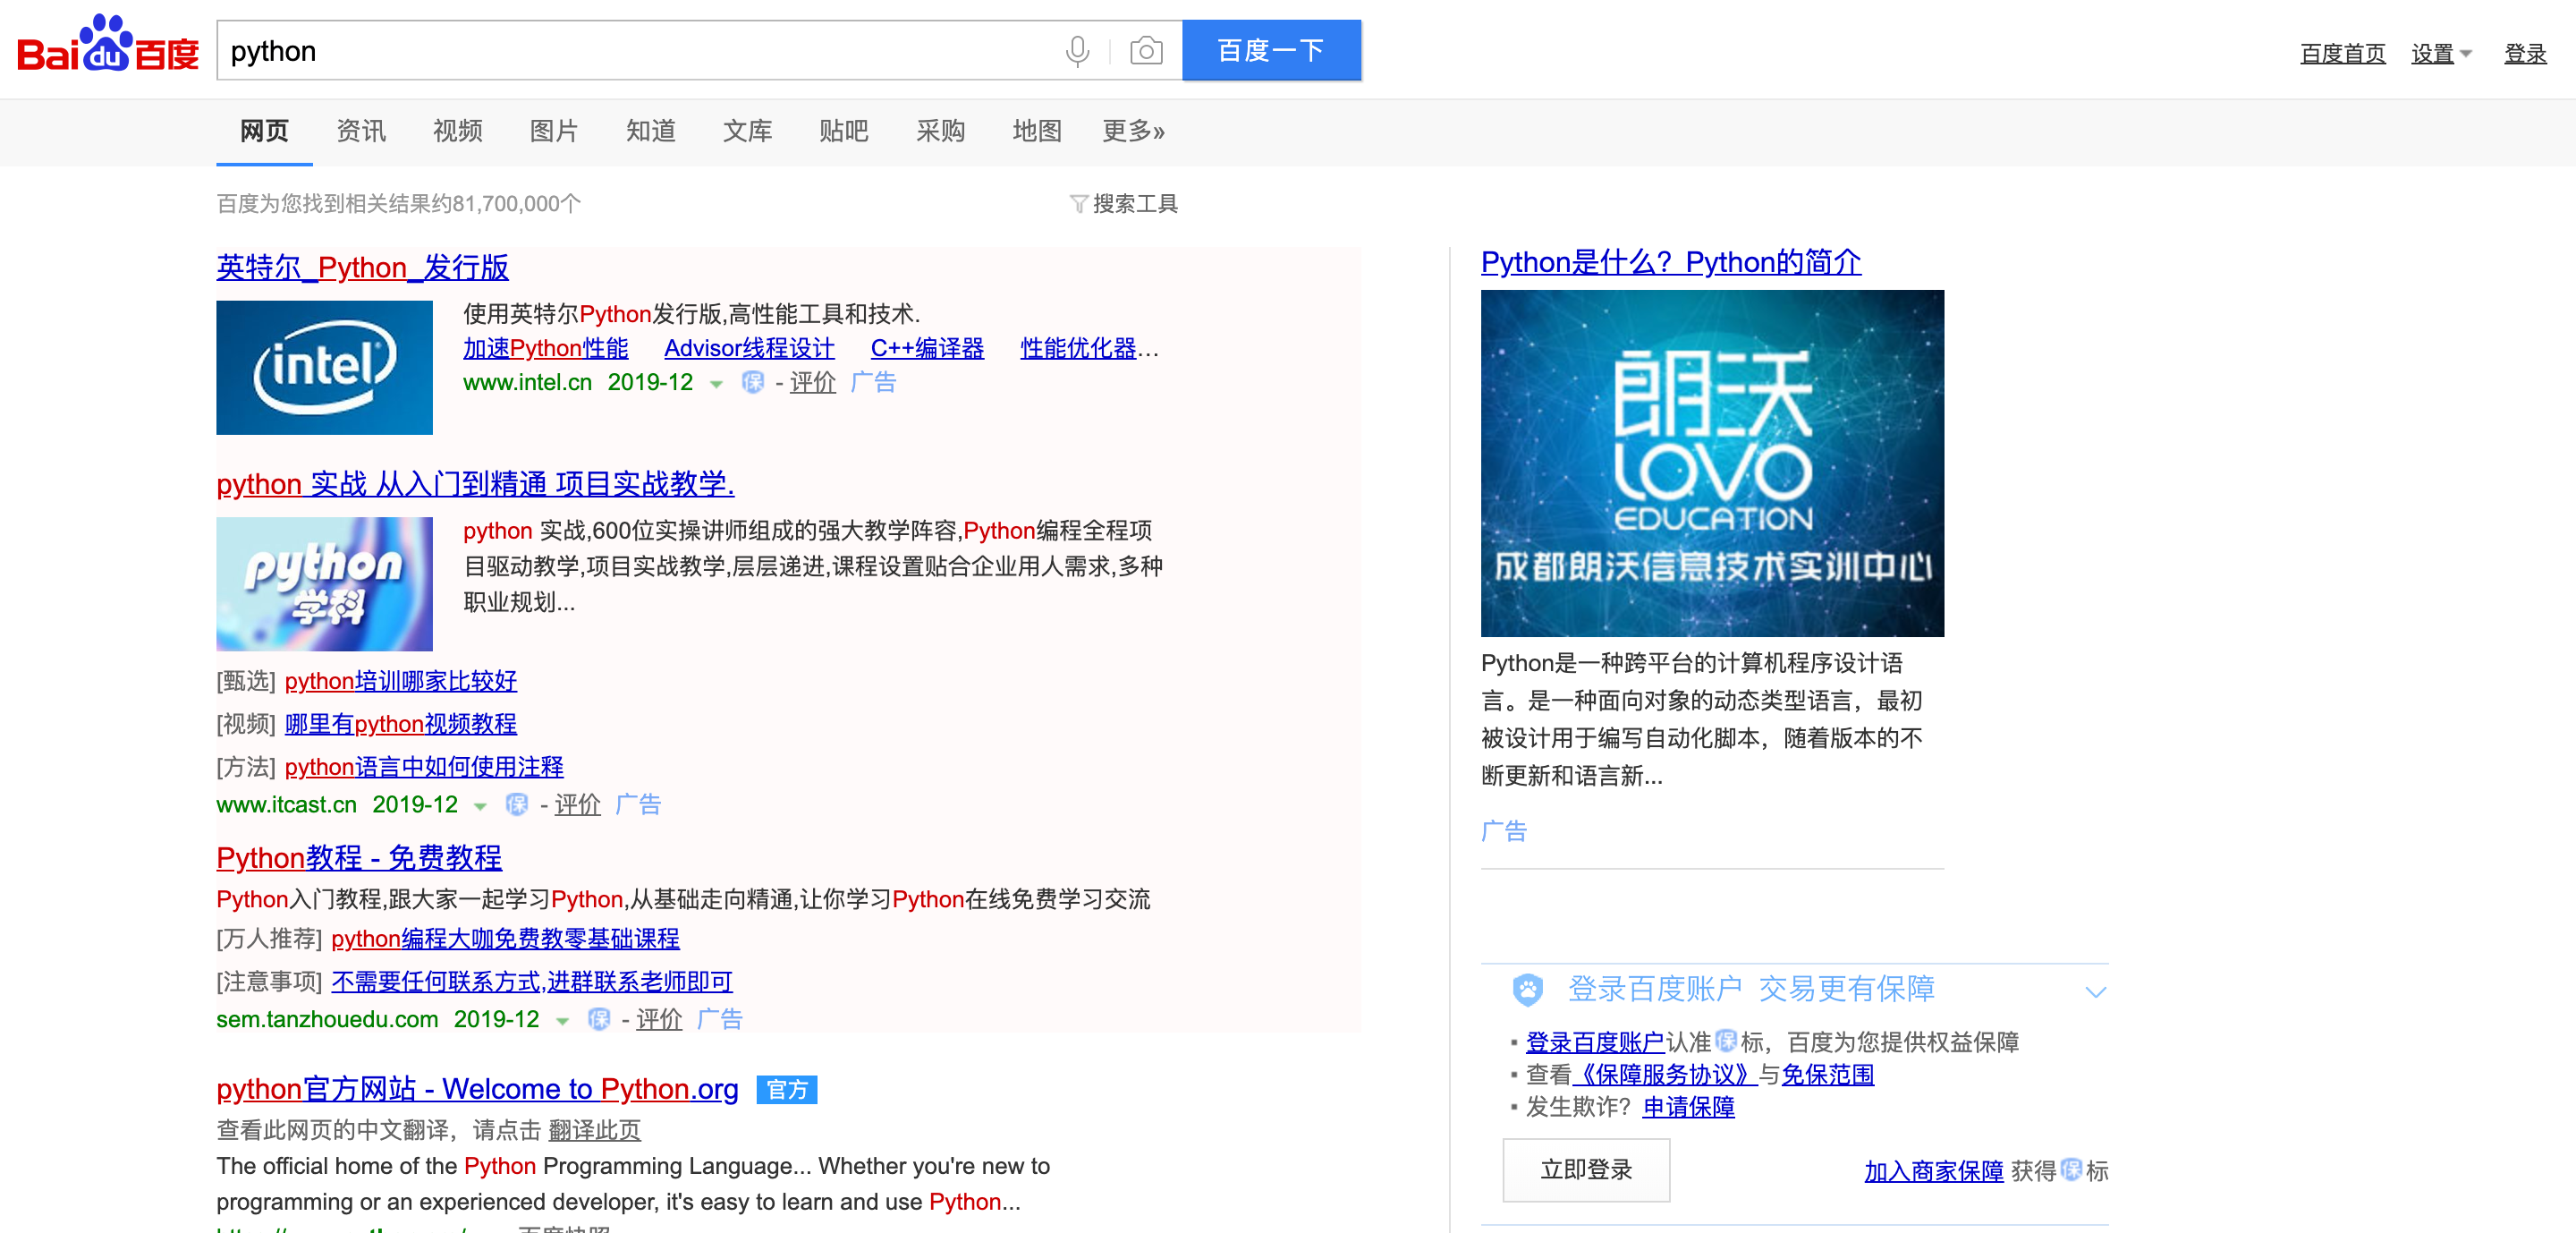 Bai du 百度
python
百度一下
百度首页 设置 登录
网页 资讯 视频 图片 知道 文库 贴吧 采购 地图 更多»
百度为您找到相关结果约81,700,000个
搜索工具
英特尔_Python_发行版
intel
使用英特尔Python发行版,高性能工具和技术.
加速Python性能 Advisor线程设计 C++编译器 性能优化器...
www.intel.cn 2019-12 保 - 评价 广告
python 实战 从入门到精通 项目实战教学.
python
学科
python 实战,600位实操讲师组成的强大教学阵容,Python编程全程项
目驱动教学,项目实战教学,层层递进,课程设置贴合企业用人需求,多种
职业规划...
[甄选] python培训哪家比较好
[视频] 哪里有python视频教程
[方法] python语言中如何使用注释
www.itcast.cn 2019-12 保 - 评价 广告
Python教程 - 免费教程
Python入门教程,跟大家一起学习Python,从基础走向精通,让你学习Python在线免费学习交流
[万人推荐] python编程大咖免费教零基础课程
[注意事项] 不需要任何联系方式,进群联系老师即可
sem.tanzhouedu.com 2019-12 保 - 评价 广告
python官方网站 - Welcome to Python.org 官方
查看此网页的中文翻译，请点击 翻译此页
The official home of the Python Programming Language... Whether you're new to
programming or an experienced developer, it's easy to learn and use Python...
Python是什么？Python的简介
朗沃
LOVO
EDUCATION
成都朗沃信息技术实训中心
Python是一种跨平台的计算机程序设计语
言。是一种面向对象的动态类型语言，最初
被设计用于编写自动化脚本，随着版本的不
断更新和语言新...
广告
登录百度账户 交易更有保障
登录百度账户认准保标，百度为您提供权益保障
查看《保障服务协议》与免保范围
发生欺诈？申请保障
立即登录
加入商家保障 获得保标